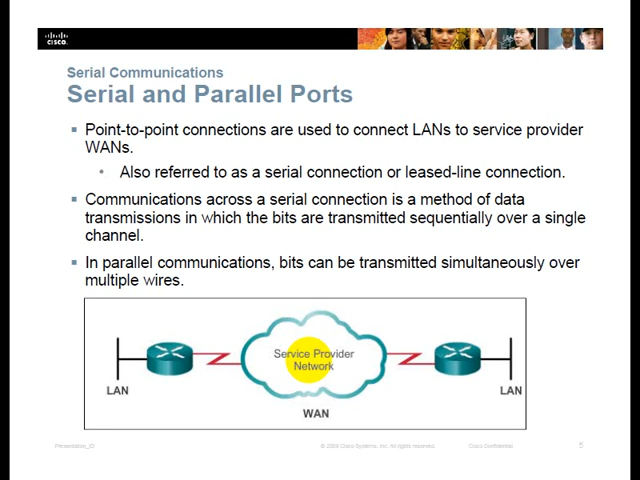 CISCO.
Serial Communications
Serial and Parallel Ports
▪ Point-to-point connections are used to connect LANs to service provider
WANs.
• Also referred to as a serial connection or leased-line connection.
▪ Communications across a serial connection is a method of data
transmissions in which the bits are transmitted sequentially over a single
channel.
▪ In parallel communications, bits can be transmitted simultaneously over
multiple wires.
Service Provider
Network
LAN
LAN
WAN
Presentation_ID
© 2008 Cisco Systems, Inc. All rights reserved.
Cisco Confidential
5